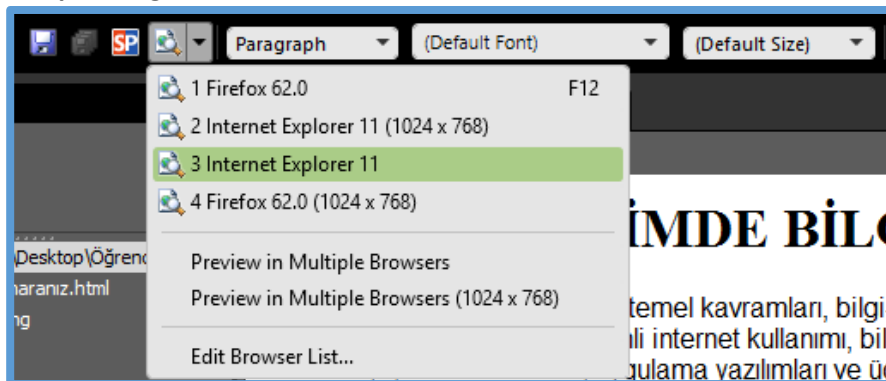 SP Paragraph (Default Font) (Default Size)
1 Firefox 62.0 F12
2 Internet Explorer 11 (1024 x 768)
3 Internet Explorer 11
4 Firefox 62.0 (1024 x 768)
Preview in Multiple Browsers
Preview in Multiple Browsers (1024 x 768)
Edit Browser List...
\Desktop\Öğrenc
naranız.html
ng
İMDE BİL
temel kavramları, bilgi
li internet kullanımı, bil
gulama yazılımları ve ü